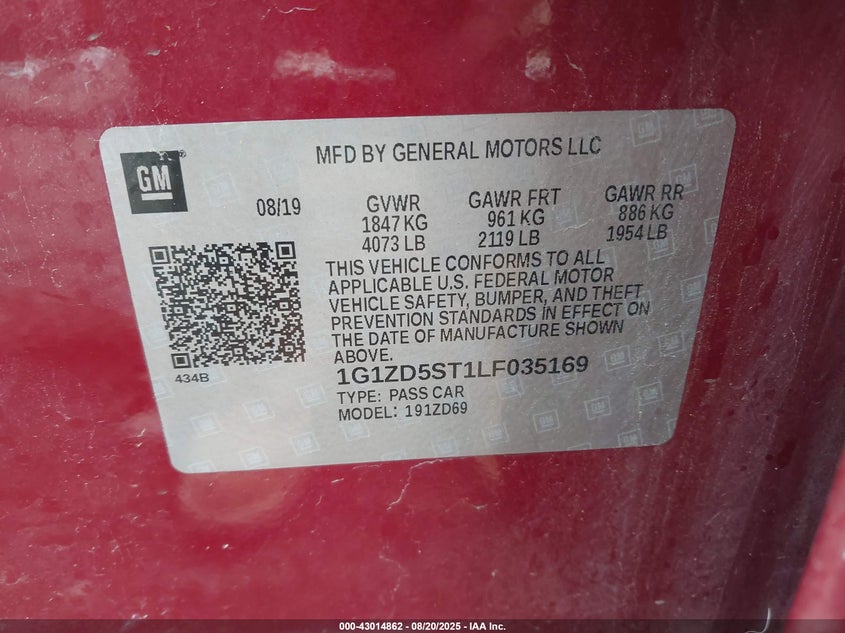 MFD BY GENERAL MOTORS LLC
GM
08/19
GVWR
1847 KG
4073 LB
GAWR FRT
961 KG
2119 LB
GAWR RR
886 KG
1954 LB
THIS VEHICLE CONFORMS TO ALL
APPLICABLE U.S. FEDERAL MOTOR
VEHICLE SAFETY, BUMPER, AND THEFT
PREVENTION STANDARDS IN EFFECT ON
THE DATE OF MANUFACTURE SHOWN
ABOVE.
434B
1G1ZD5ST1LF035169
TYPE: PASS CAR
MODEL: 191ZD69
000-43014862 - 08/20/2025 - IAA Inc.